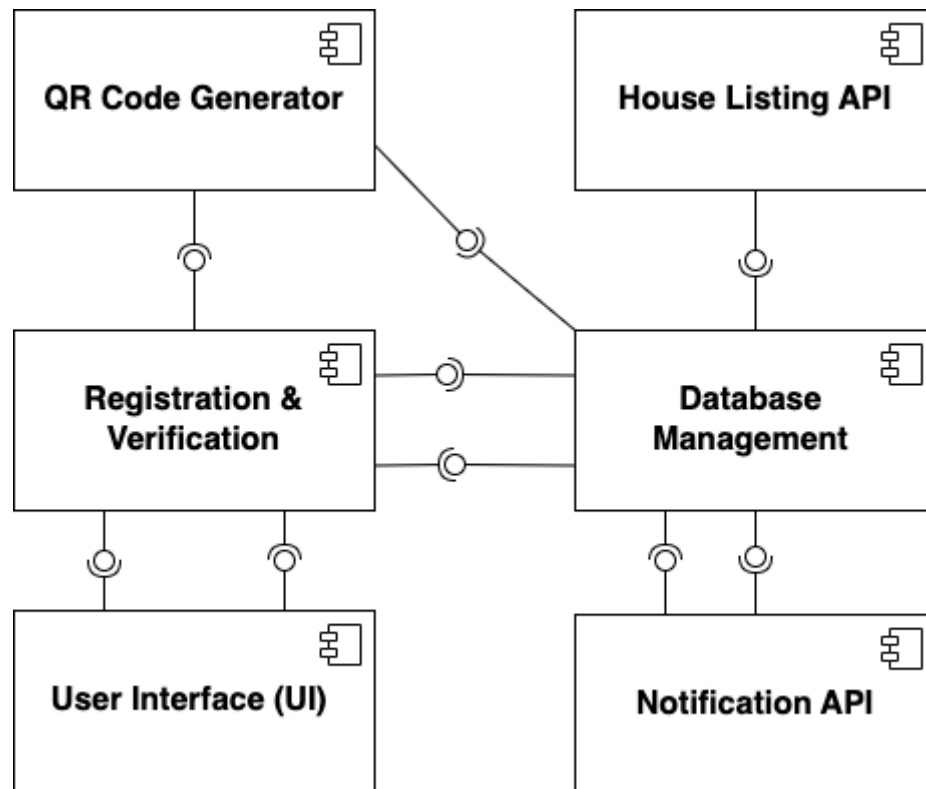 QR Code Generator
House Listing API
Registration &
Verification
Database
Management
User Interface (UI)
Notification API